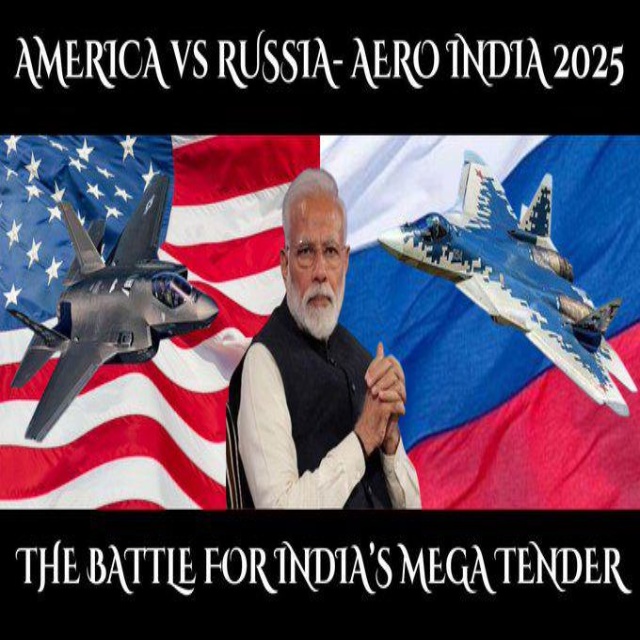 AMERICA VS RUSSIA- AERO INDIA 2025
THE BATTLE FOR INDIA'S MEGA TENDER